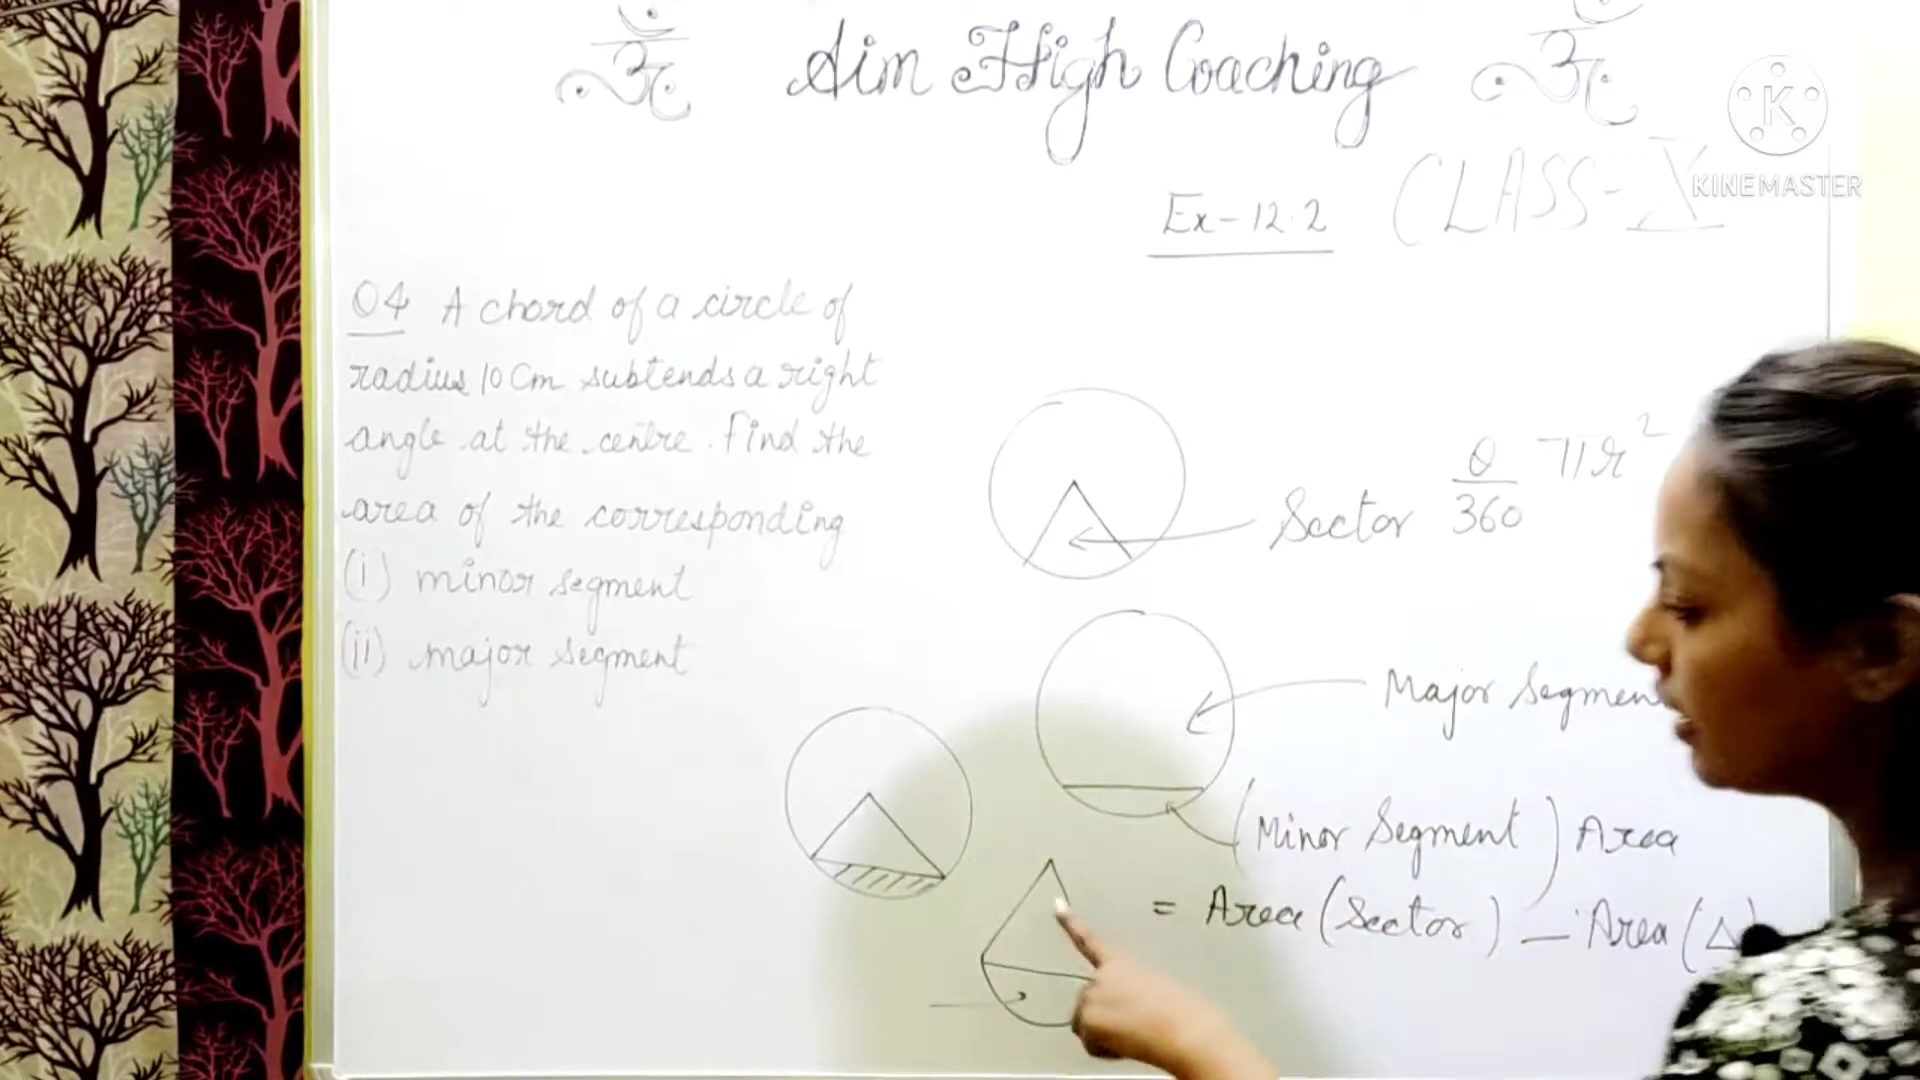 ॐ Aim High Coaching ॐ
KINEMASTER
Ex-12.2 CLASS-X
Q4 A chord of a circle of
radius 10 Cm subtends a right
angle at the centre. Find the
area of the corresponding
(i) minor segment
(ii) major segment
Sector θ/360 πr²
Major Segmen
(Minor Segment) Area
= Area (Sector) - Area (Δ)